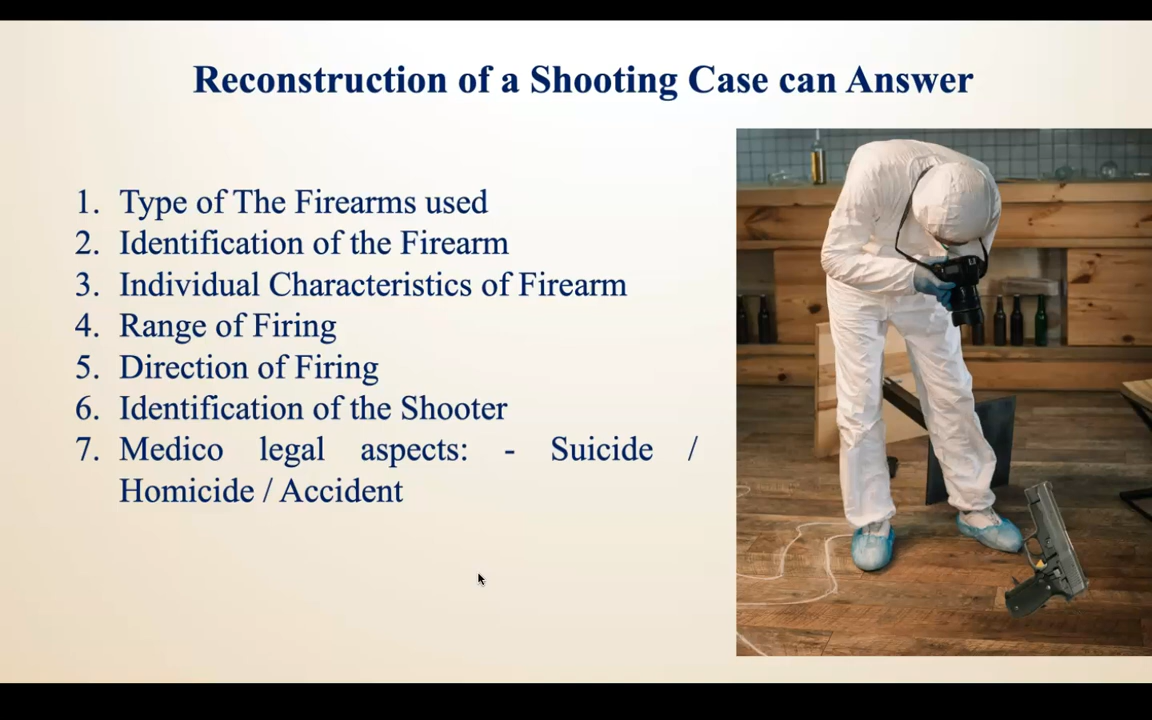 Reconstruction of a Shooting Case can Answer
1. Type of The Firearms used
2. Identification of the Firearm
3. Individual Characteristics of Firearm
4. Range of Firing
5. Direction of Firing
6. Identification of the Shooter
7. Medico legal aspects: - Suicide /
Homicide / Accident